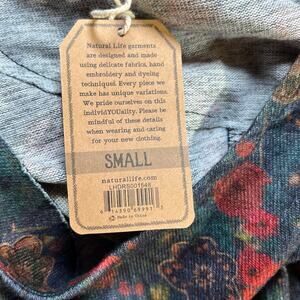 Natural Life garments
are designed and made
using delicate fabrics, hand
embroidery and dyeing
techniques! Every piece we
make has unique variations.
We pride ourselves on this
individYOUality. Please be
mindful of these details
when wearing and caring
for your new clothing.
SMALL
naturallife.com
LHDRS001648
Made in China